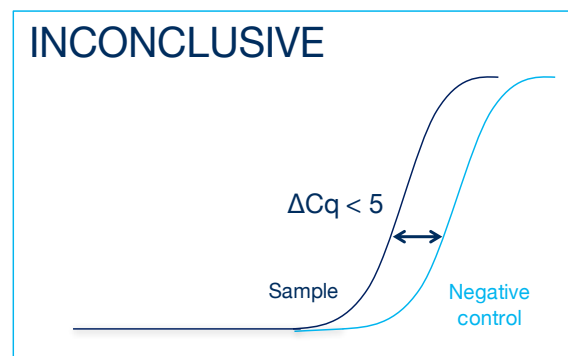 INCONCLUSIVE
ΔCq < 5
Sample
Negative
control